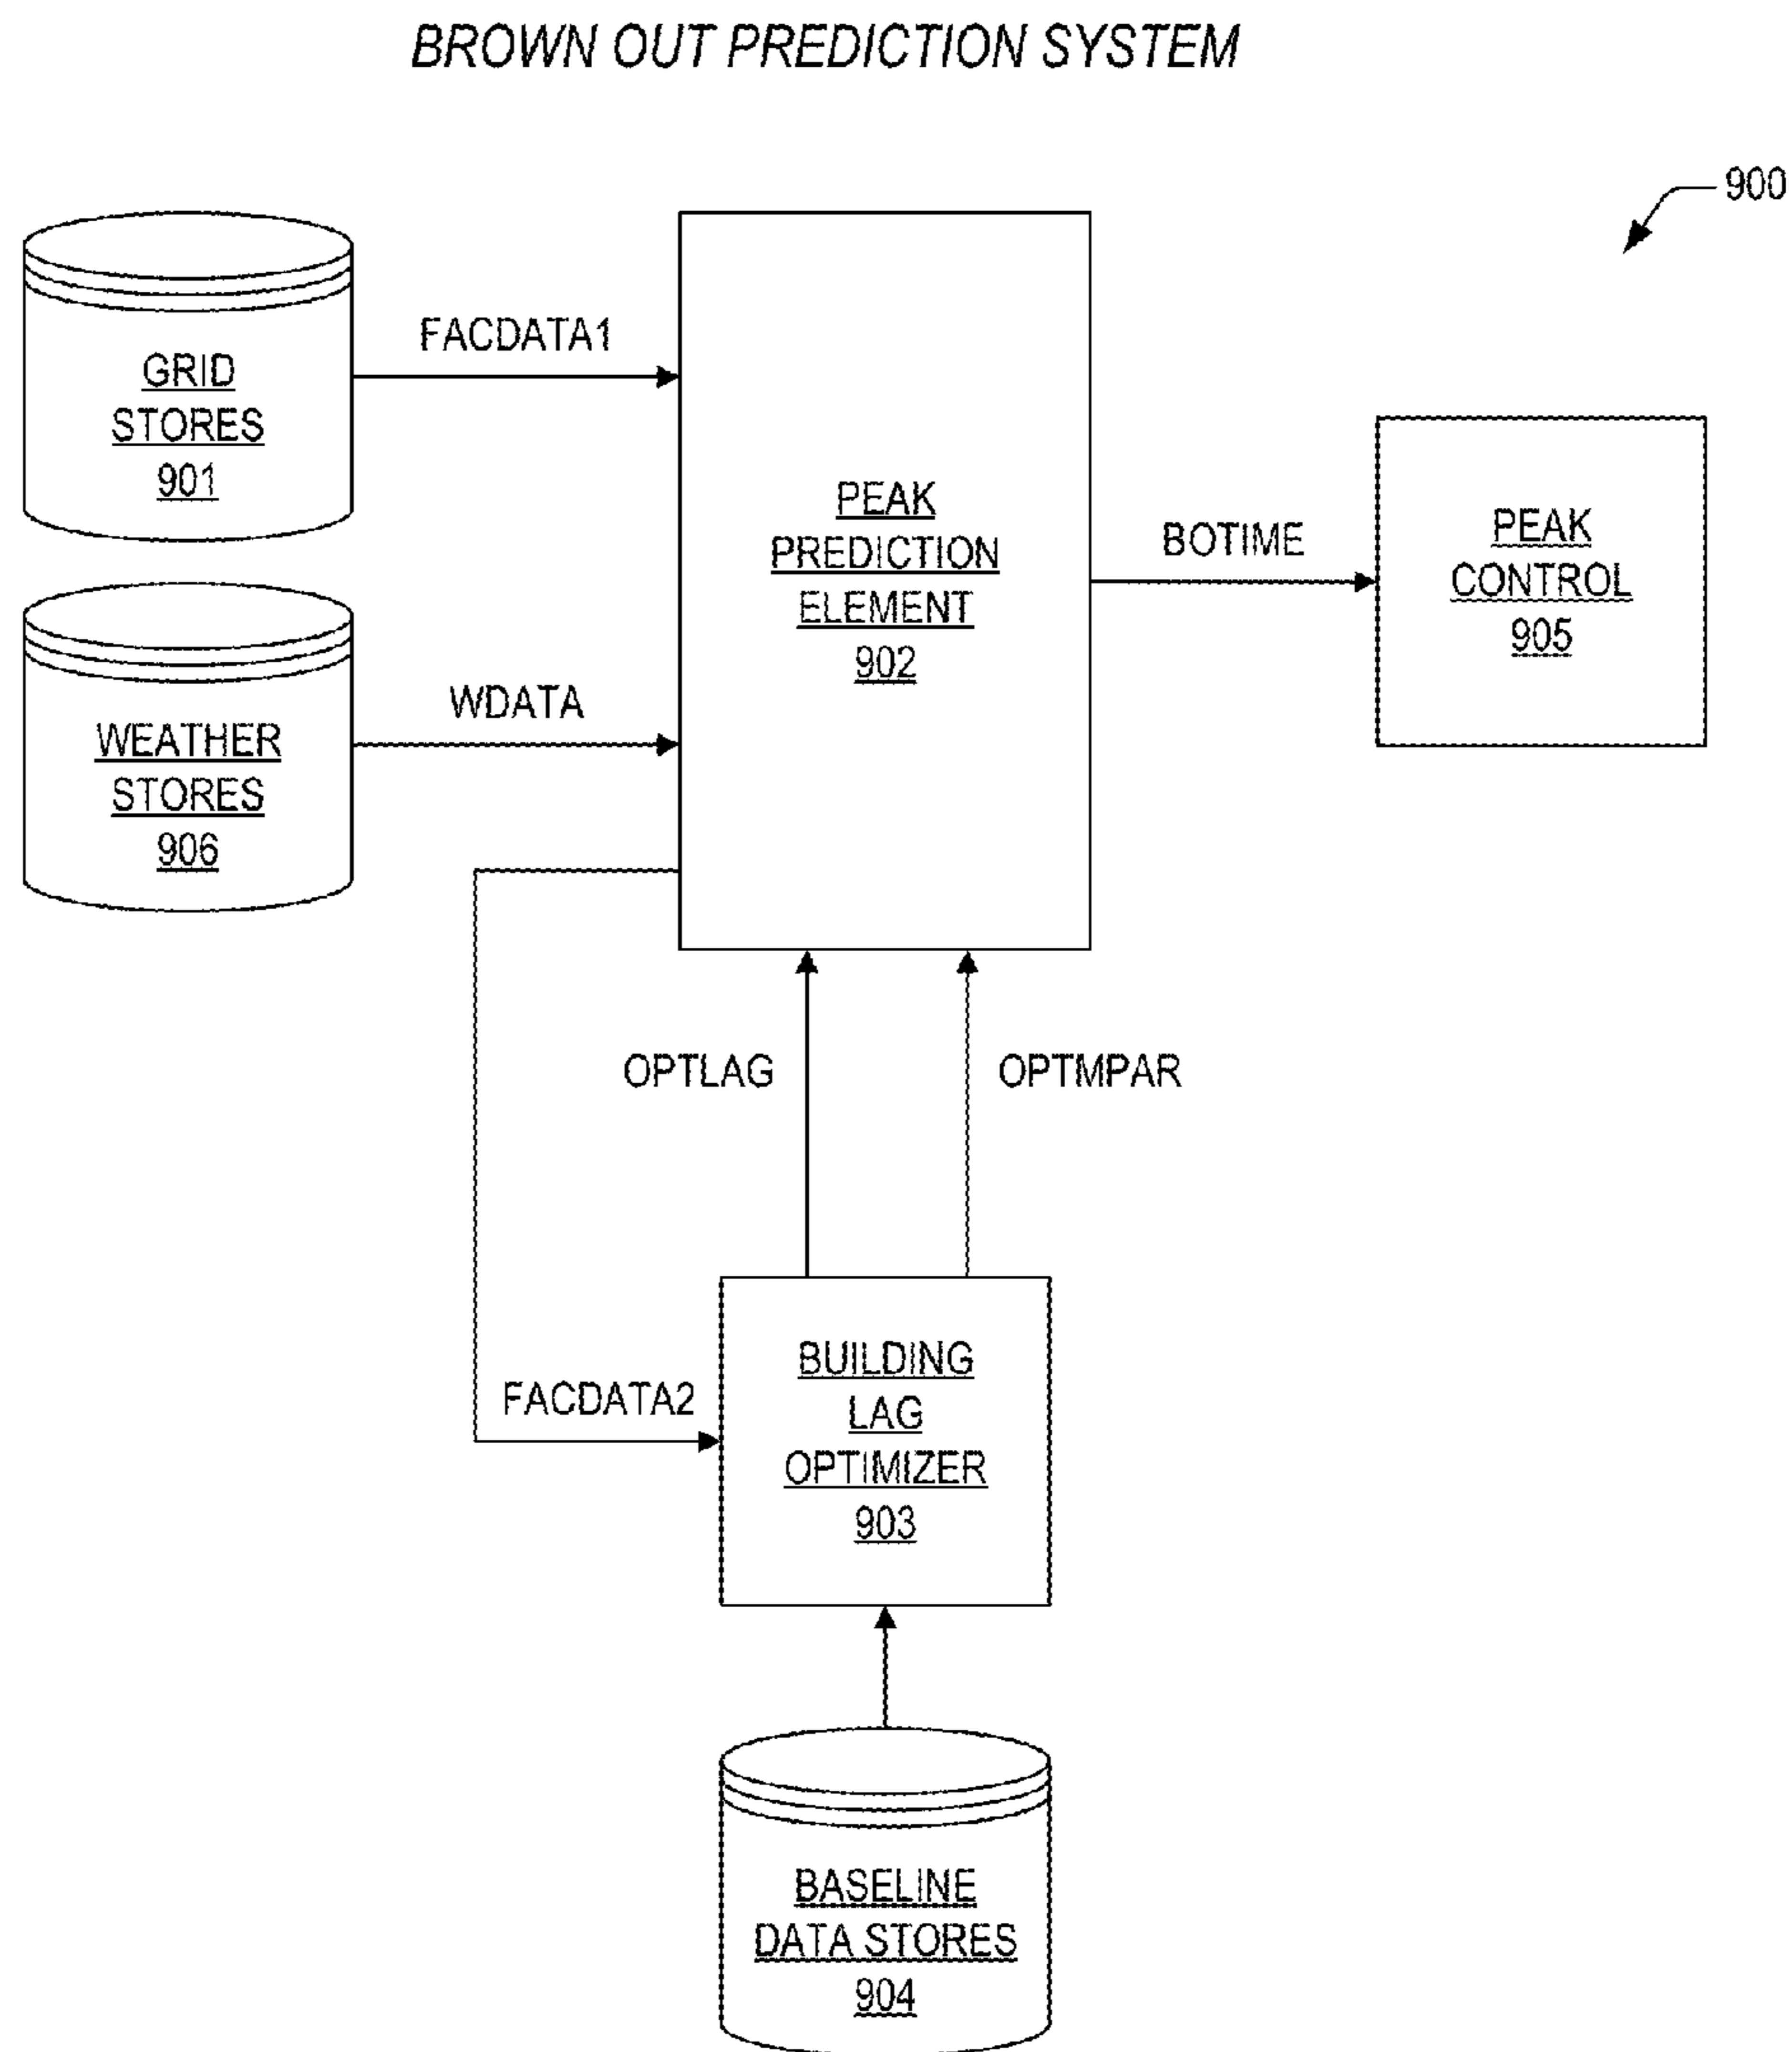 BROWN OUT PREDICTION SYSTEM
900
GRID
STORES
901
FACDATA1
WEATHER
STORES
906
WDATA
PEAK
PREDICTION
ELEMENT
902
BOTIME
PEAK
CONTROL
905
OPTLAG
OPTMPAR
FACDATA2
BUILDING
LAG
OPTIMIZER
903
BASELINE
DATA STORES
904